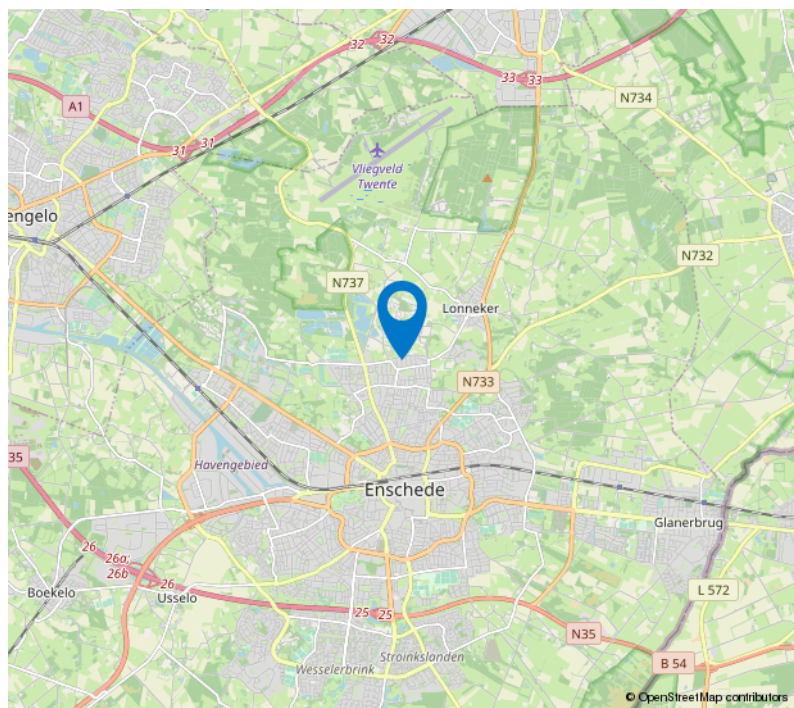 32
32
33
33
A1
N734
31
31
Vliegveld
Twente
engelo
N732
N737
Lonneker
N733
35
Havengebied
Enschede
Glanerbrug
26
26a;
26b
26
Boekelo
Usselo
L 572
25
25
N35
Stroinkslanden
B 54
Wesselerbrink
© OpenStreetMap contributors